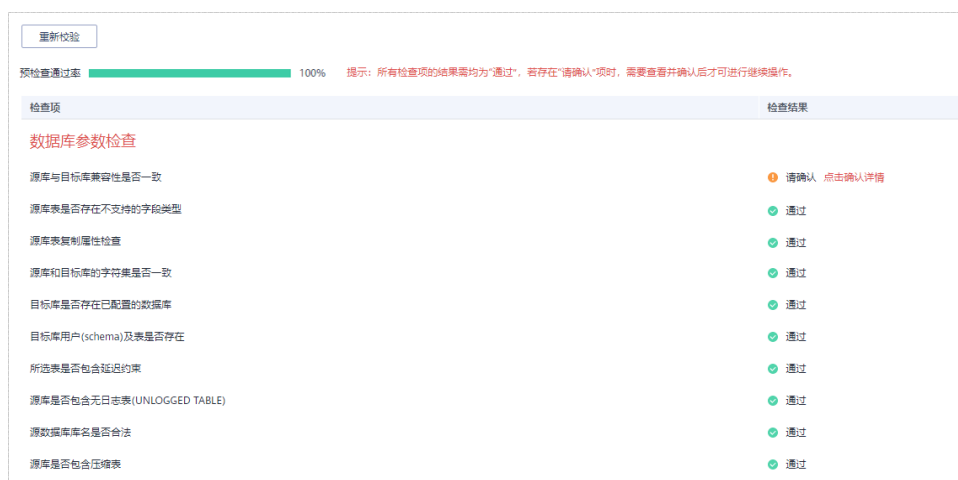 重新校验
预检查通过率 100% 提示：所有检查项的结果需均为"通过"，若存在"请确认"项时，需要查看并确认后才可进行继续操作。
检查项 检查结果
数据库参数检查
源库与目标库兼容性是否一致 请确认 点击确认详情
源库表是否存在不支持的字段类型 通过
源库表复制属性检查 通过
源库和目标库的字符集是否一致 通过
目标库是否存在已配置的数据库 通过
目标库用户(schema)及表是否存在 通过
所选表是否包含延迟约束 通过
源库是否包含无日志表(UNLOGGED TABLE) 通过
源数据库库名是否合法 通过
源库是否包含压缩表 通过